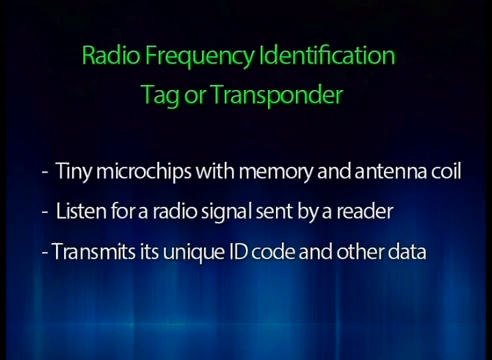 Radio Frequency Identification
Tag or Transponder
- Tiny microchips with memory and antenna coil
- Listen for a radio signal sent by a reader
- Transmits its unique ID code and other data